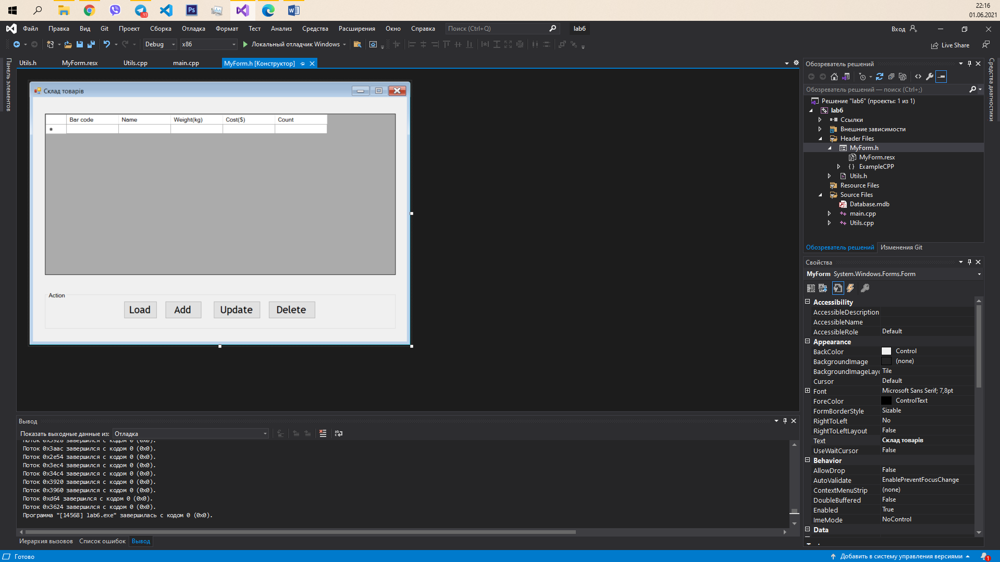 93
22:16
01.06.2021
Файл Правка Вид Git Проект Сборка Отладка Формат Тест Анализ Средства Расширения Окно Справка Поиск (Ctrl+Q) lab6 Вход
Debug x86 Локальный отладчик Windows Live Share
Панель элементов
Utils.h MyForm.resx Utils.cpp main.cpp MyForm.h [Конструктор]
Склад товарів
Bar code Name Weight(kg) Cost($) Count
*
Action
Load Add Update Delete
Вывод
Показать выходные данные из: Отладка
Поток 0x3928 завершился с кодом 0 (0x0).
Поток 0x3aac завершился с кодом 0 (0x0).
Поток 0x2e54 завершился с кодом 0 (0x0).
Поток 0x3ec4 завершился с кодом 0 (0x0).
Поток 0x34c4 завершился с кодом 0 (0x0).
Поток 0x3920 завершился с кодом 0 (0x0).
Поток 0x3960 завершился с кодом 0 (0x0).
Поток 0xd64 завершился с кодом 0 (0x0).
Поток 0x3624 завершился с кодом 0 (0x0).
Программа "[14568] lab6.exe" завершилась с кодом 0 (0x0).
Иерархия вызовов Список ошибок Вывод
Обозреватель решений
Обозреватель решений — поиск (Ctrl+;)
Решение "lab6" (проекты: 1 из 1)
lab6
Ссылки
Внешние зависимости
Header Files
MyForm.h
MyForm.resx
ExampleCPP
Utils.h
Resource Files
Source Files
Database.mdb
main.cpp
Utils.cpp
Обозреватель решений Изменения Git
Свойства
MyForm System.Windows.Forms.Form
Accessibility
AccessibleDescription
AccessibleName
AccessibleRole Default
Appearance
BackColor Control
BackgroundImage (none)
BackgroundImageLayo Tile
Cursor Default
Font Microsoft Sans Serif; 7,8pt
ForeColor ControlText
FormBorderStyle Sizable
RightToLeft No
RightToLeftLayout False
Text Склад товарів
UseWaitCursor False
Behavior
AllowDrop False
AutoValidate EnablePreventFocusChange
ContextMenuStrip (none)
DoubleBuffered False
Enabled True
ImeMode NoControl
Data
Средства диагностики
Готово Добавить в систему управления версиями 1